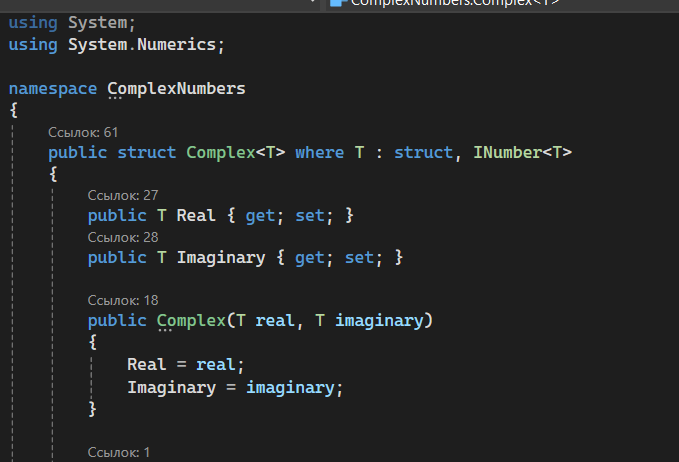 ComplexNumbers.Complex<T>
using System;
using System.Numerics;
namespace ComplexNumbers
{
Ссылок: 61
public struct Complex<T> where T : struct, INumber<T>
{
Ссылок: 27
public T Real { get; set; }
Ссылок: 28
public T Imaginary { get; set; }
Ссылок: 18
public Complex(T real, T imaginary)
{
Real = real;
Imaginary = imaginary;
}
Ссылок: 1